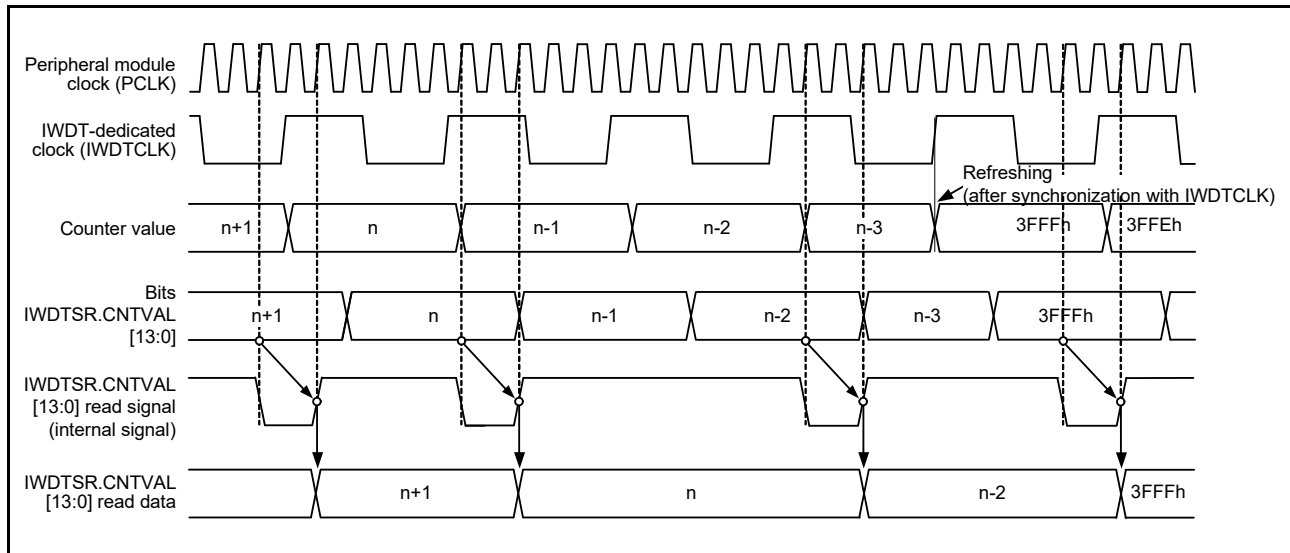 Peripheral module
clock (PCLK)
IWDT-dedicated
clock (IWDTCLK)
Refreshing
(after synchronization with IWDTCLK)
Counter value
n+1
n
n-1
n-2
n-3
3FFFh
3FFEh
Bits
IWDTSR.CNTVAL
[13:0]
n+1
n
n-1
n-2
n-3
3FFFh
IWDTSR.CNTVAL
[13:0] read signal
(internal signal)
IWDTSR.CNTVAL
[13:0] read data
n+1
n
n-2
3FFFh